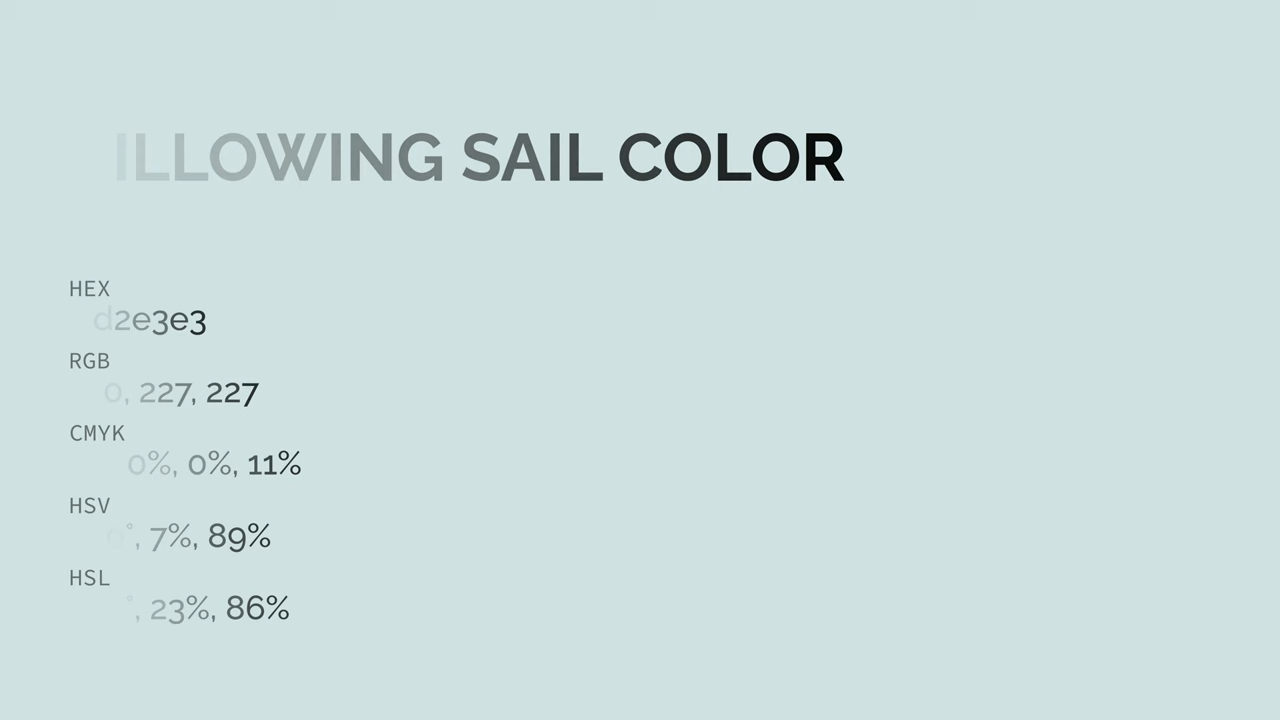 ILLOWING SAIL COLOR
HEX
d2e3e3
RGB
0, 227, 227
CMYK
0%, 0%, 11%
HSV
0°, 7%, 89%
HSL
°, 23%, 86%